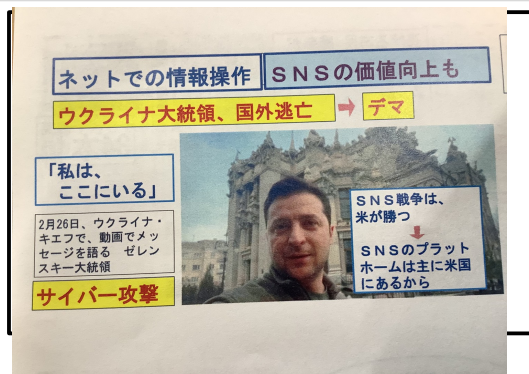 ネットでの情報操作
SNSの価値向上も
ウクライナ大統領、国外逃亡 ➡ デマ
「私は、
ここにいる」
2月26日、ウクライナ・
キエフで、動画でメッ
セージを語る ゼレン
スキー大統領
サイバー攻撃
SNS戦争は、
米が勝つ
⬇
SNSのプラット
ホームは主に米国
にあるから